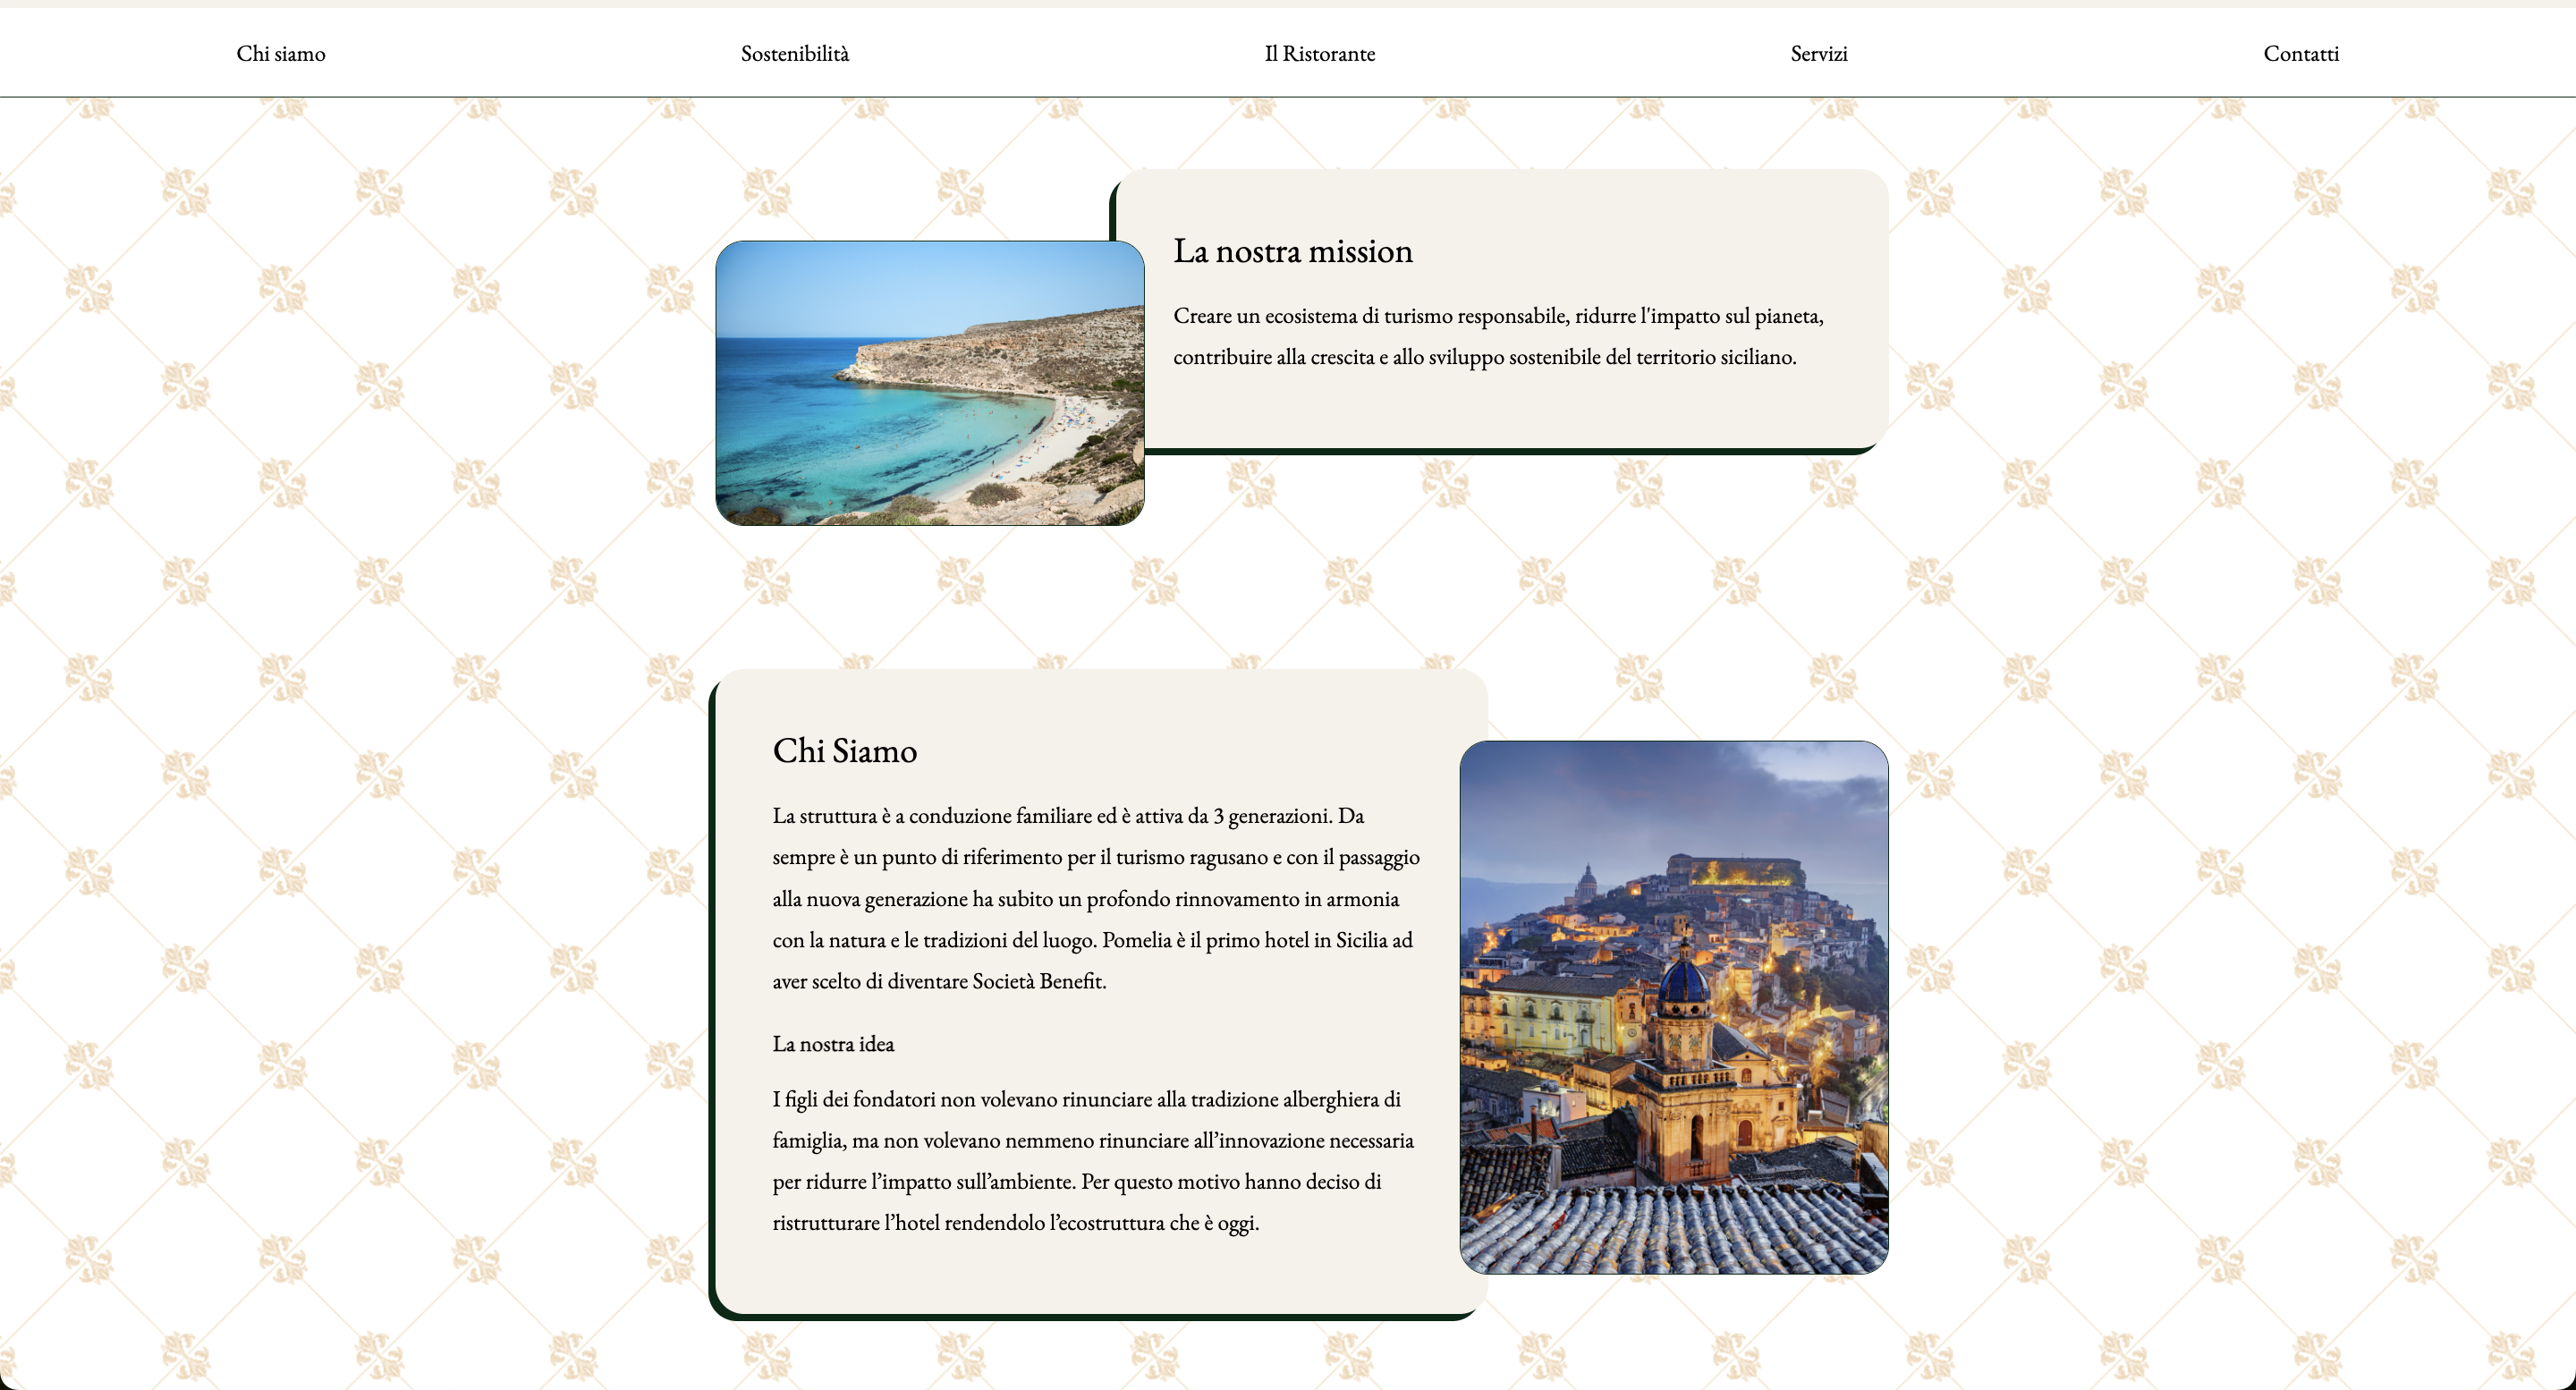 Chi siamo
Sostenibilità
Il Ristorante
Servizi
Contatti
La nostra mission
Creare un ecosistema di turismo responsabile, ridurre l'impatto sul pianeta,
contribuire alla crescita e allo sviluppo sostenibile del territorio siciliano.
Chi Siamo
La struttura è a conduzione familiare ed è attiva da 3 generazioni. Da
sempre è un punto di riferimento per il turismo ragusano e con il passaggio
alla nuova generazione ha subito un profondo rinnovamento in armonia
con la natura e le tradizioni del luogo. Pomelia è il primo hotel in Sicilia ad
aver scelto di diventare Società Benefit.
La nostra idea
I figli dei fondatori non volevano rinunciare alla tradizione alberghiera di
famiglia, ma non volevano nemmeno rinunciare all’innovazione necessaria
per ridurre l’impatto sull’ambiente. Per questo motivo hanno deciso di
ristrutturare l’hotel rendendolo l’ecostruttura che è oggi.